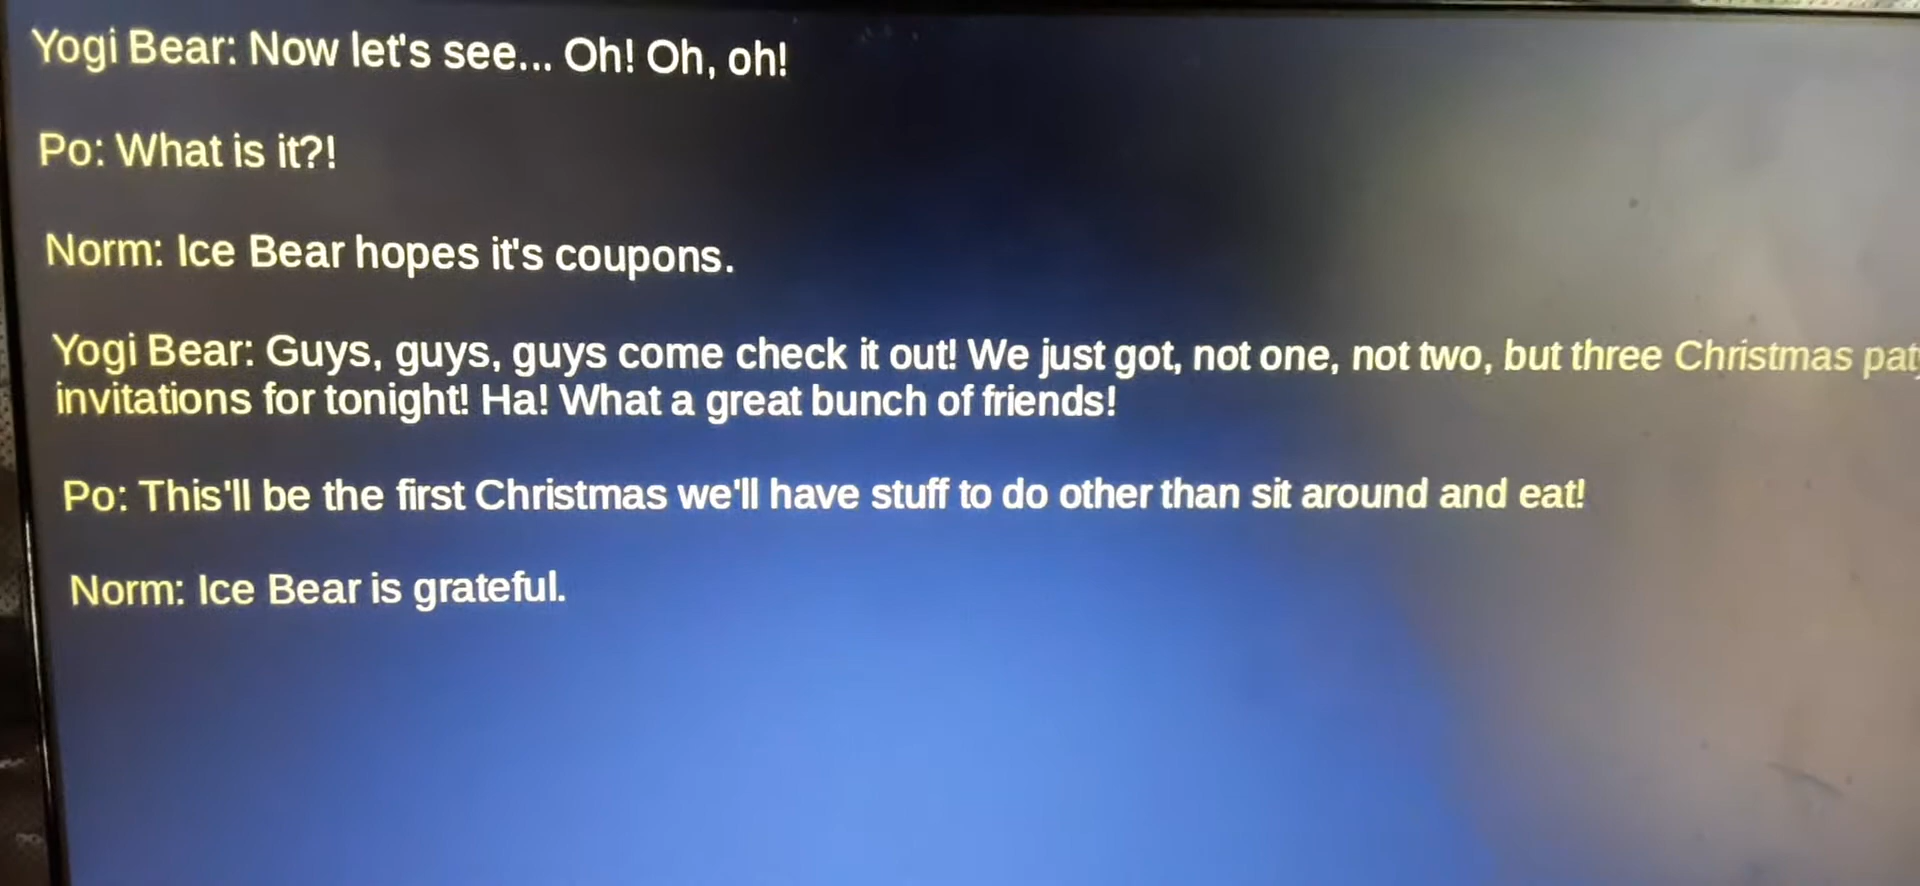 Yogi Bear: Now let's see... Oh! Oh, oh!
Po: What is it?!
Norm: Ice Bear hopes it's coupons.
Yogi Bear: Guys, guys, guys come check it out! We just got, not one, not two, but three Christmas
invitations for tonight! Ha! What a great bunch of friends!
Po: This'll be the first Christmas we'll have stuff to do other than sit around and eat!
Norm: Ice Bear is grateful.